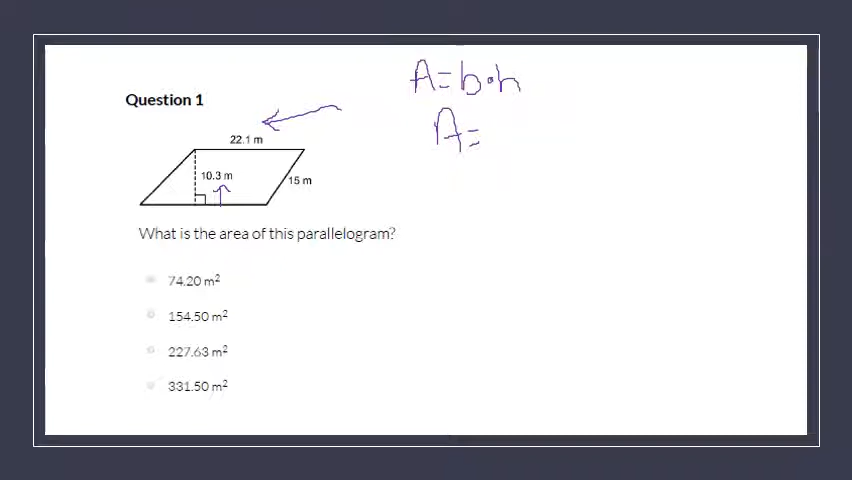 A=b·h
Question 1
A=
22.1 m
10.3 m
15 m
What is the area of this parallelogram?
74.20 m²
154.50 m²
227.63 m²
331.50 m²